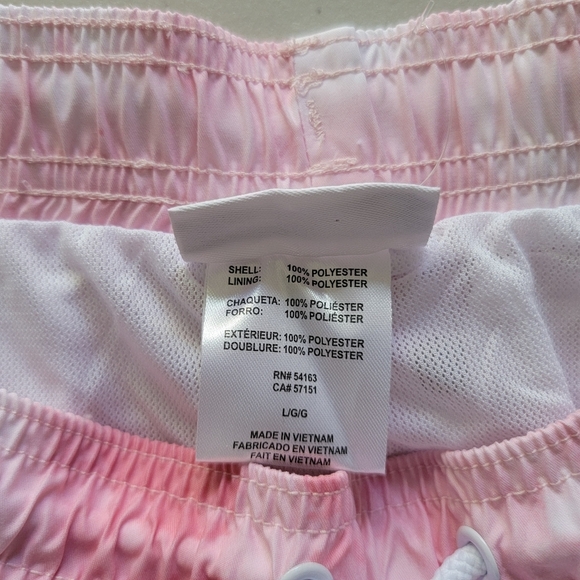 SHELL: 100% POLYESTER
LINING: 100% POLYESTER
CHAQUETA: 100% POLIÉSTER
FORRO: 100% POLIÉSTER
EXTÉRIEUR: 100% POLYESTER
DOUBLURE: 100% POLYESTER
RN# 54163
CA# 57151
L/G/G
MADE IN VIETNAM
FABRICADO EN VIETNAM
FAIT EN VIETNAM